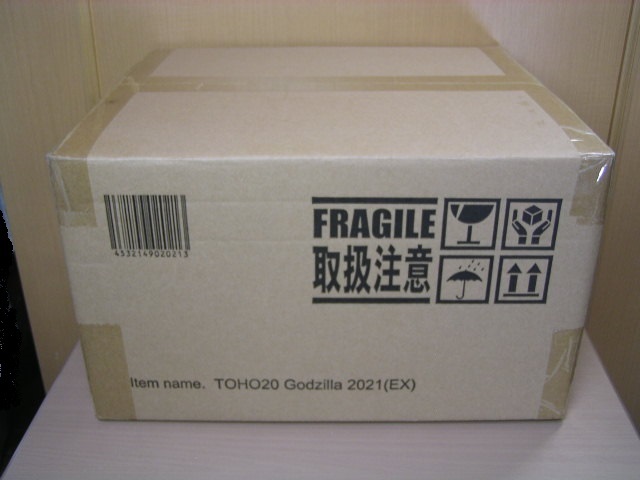 4532149020213
FRAGILE
取扱注意
Item name. TOHO20 Godzilla 2021(EX)